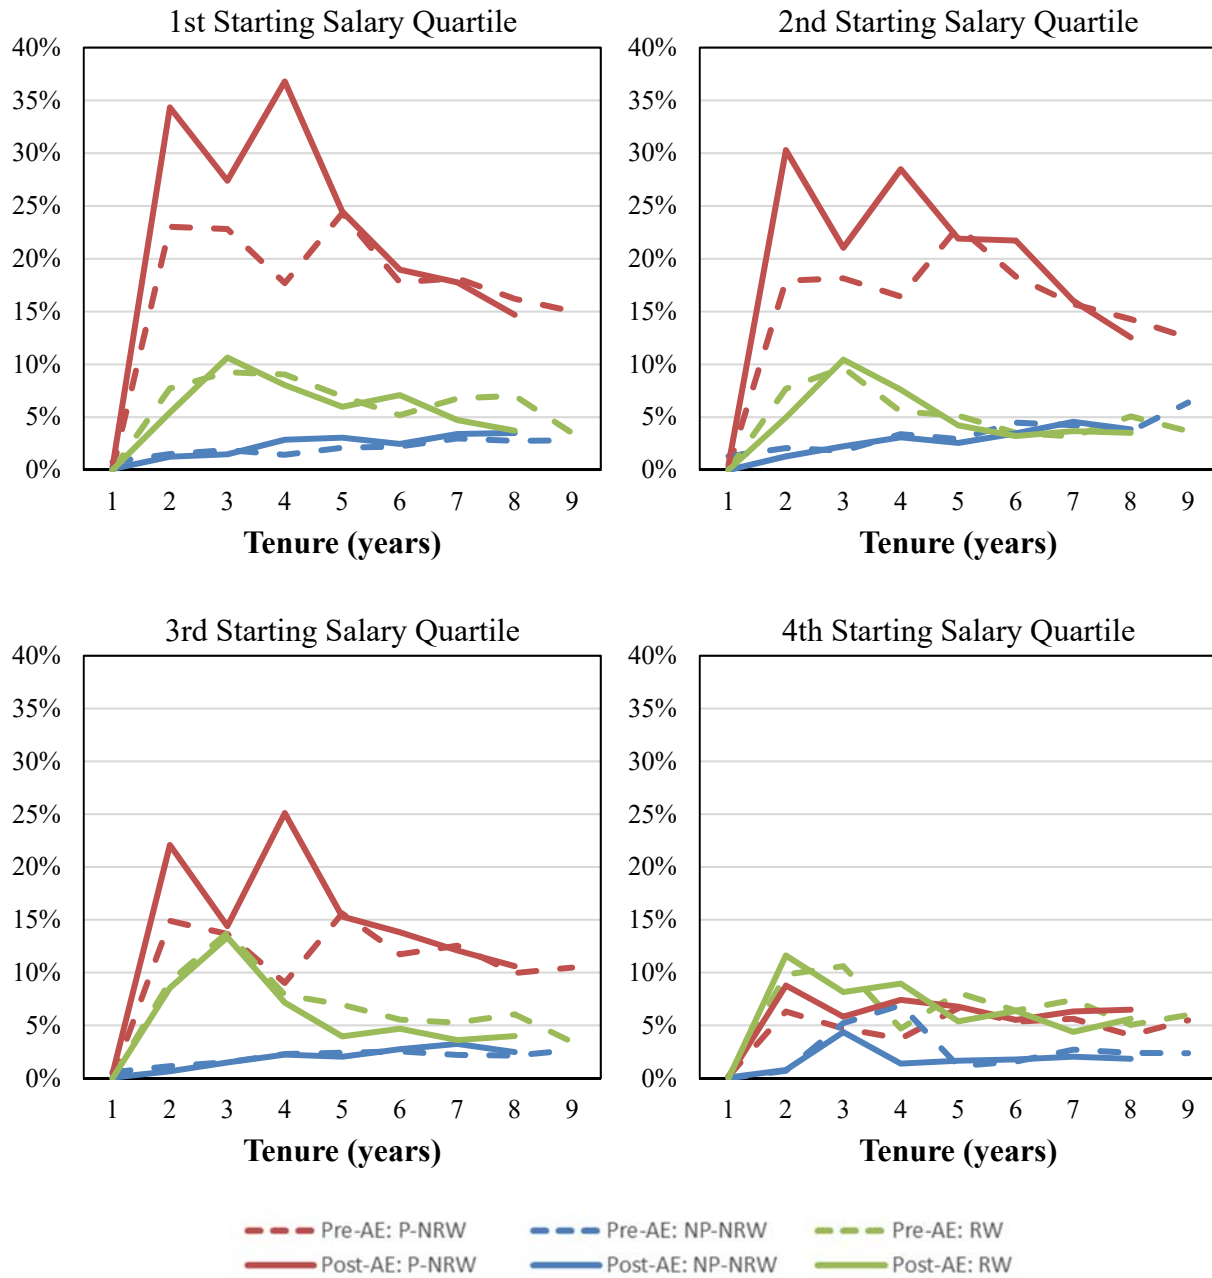 1st Starting Salary Quartile
40%
35%
30%
25%
20%
15%
10%
5%
0%
1 2 3 4 5 6 7 8 9
Tenure (years)
2nd Starting Salary Quartile
40%
35%
30%
25%
20%
15%
10%
5%
0%
1 2 3 4 5 6 7 8 9
Tenure (years)
3rd Starting Salary Quartile
40%
35%
30%
25%
20%
15%
10%
5%
0%
1 2 3 4 5 6 7 8 9
Tenure (years)
4th Starting Salary Quartile
40%
35%
30%
25%
20%
15%
10%
5%
0%
1 2 3 4 5 6 7 8 9
Tenure (years)
Pre-AE: P-NRW Pre-AE: NP-NRW Pre-AE: RW
Post-AE: P-NRW Post-AE: NP-NRW Post-AE: RW